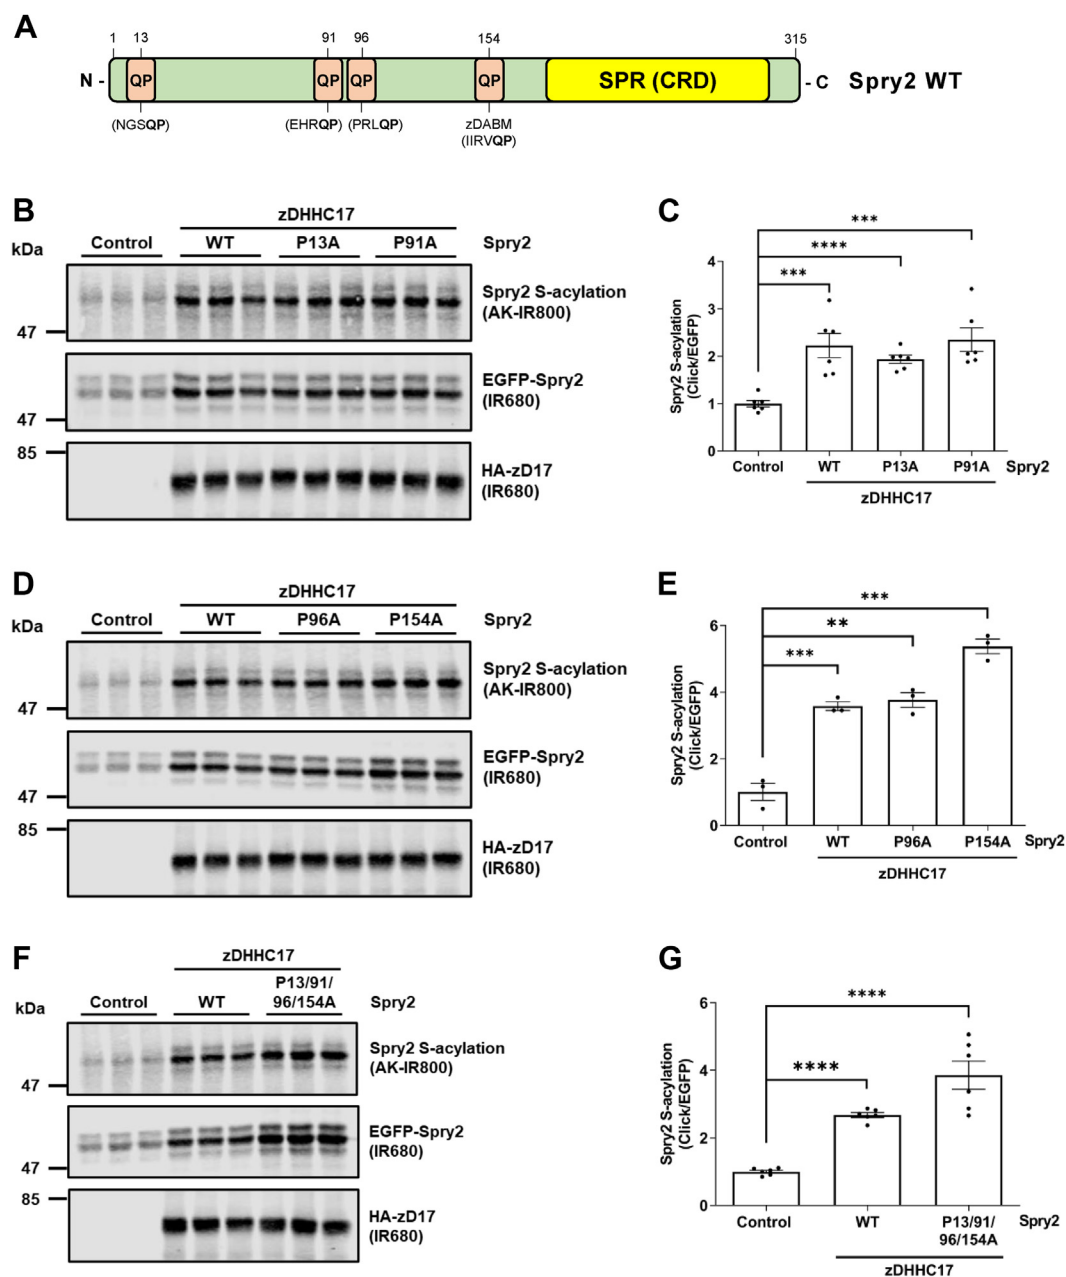 A
1 13 91 96 154 315
N - QP QP QP QP SPR (CRD) - C Spry2 WT
(NGSQP) (EHRQP) (PRLQP) zDABM
(IIRVQP)
B
zDHHC17
kDa Control WT P13A P91A Spry2
Spry2 S-acylation
(AK-IR800)
47
EGFP-Spry2
(IR680)
47
85
HA-zD17
(IR680)
C
Spry2 S-acylation
(Click/EGFP)
***
****
***
4
3
2
1
0
Control WT P13A P91A Spry2
zDHHC17
D
zDHHC17
kDa Control WT P96A P154A Spry2
Spry2 S-acylation
(AK-IR800)
47
EGFP-Spry2
(IR680)
47
85
HA-zD17
(IR680)
E
Spry2 S-acylation
(Click/EGFP)
***
**
***
6
4
2
0
Control WT P96A P154A Spry2
zDHHC17
F
zDHHC17
P13/91/
kDa Control WT 96/154A Spry2
Spry2 S-acylation
(AK-IR800)
47
EGFP-Spry2
(IR680)
47
85
HA-zD17
(IR680)
G
Spry2 S-acylation
(Click/EGFP)
****
****
6
4
2
0
Control WT P13/91/ Spry2
96/154A
zDHHC17